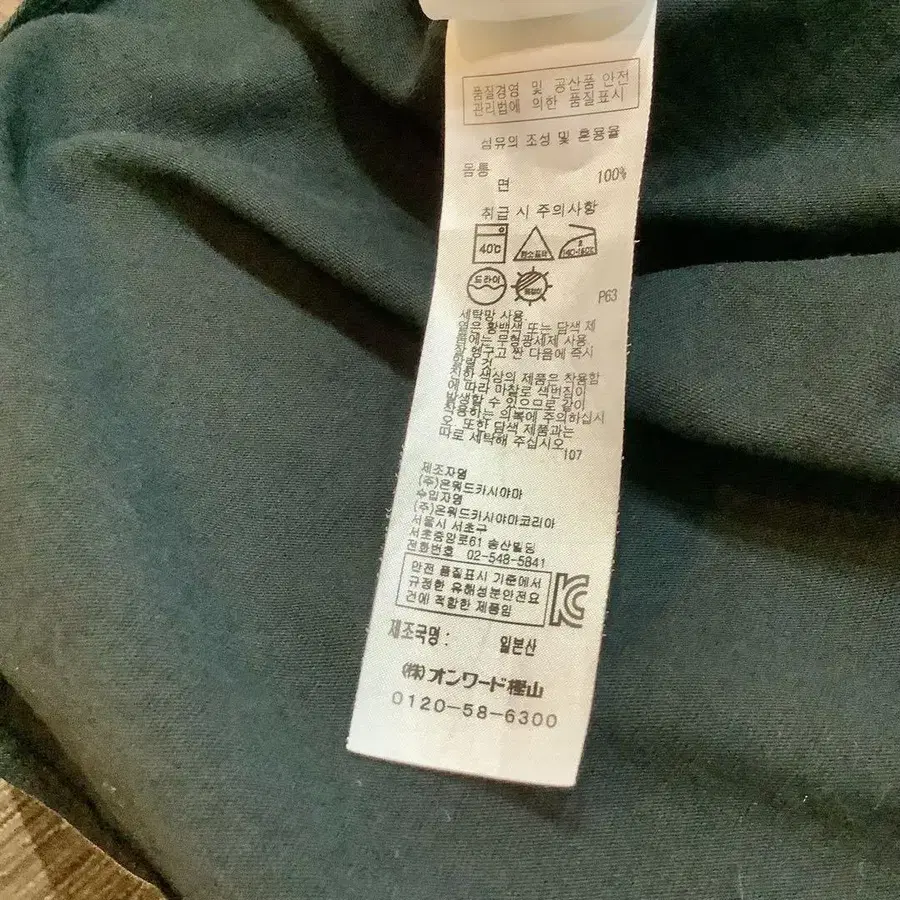 품질경영 및 공산품 안전
관리법에 의한 품질표시
섬유의 조성 및 혼용율
몸통
면 100%
취급 시 주의사항
40℃
드라이
P63
세탁망 사용
엷은 황백색 또는 담색 제
품에는 무형광세제 사용
잘 헹구고 짠 다음에 즉시
말릴것
진한 색상의 제품은 착용함
에 따라 마찰로 색번짐이
발생할 수 있으므로 같이
착용하는 의복에 주의하십시
오 또한 담색 제품과는
따로 세탁해 주십시오
107
제조자명
(주)온워드카시야마
수입자명
(주)온워드카시야마코리아
서울시 서초구
서초중앙로61 송산빌딩
전화번호 02-548-5841
안전 품질표시 기준에서
규정한 유해성분안전요
건에 적합한 제품임
제조국명 : 일본산
(株)オンワード樫山
0120-58-6300